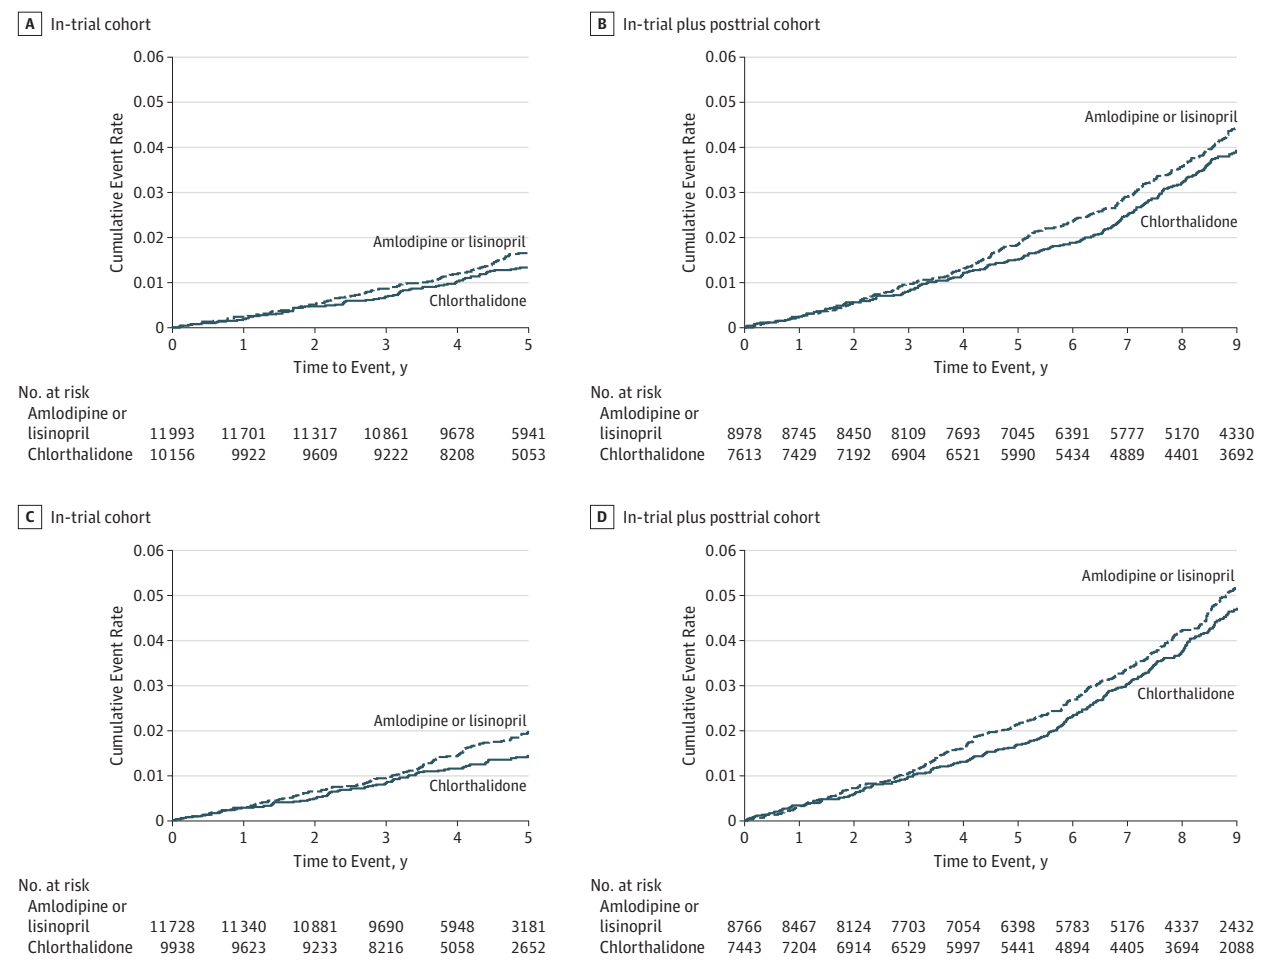 A In-trial cohort
0.06
0.05
0.04
0.03
0.02
0.01
0
Cumulative Event Rate
Amlodipine or lisinopril
Chlorthalidone
0 1 2 3 4 5
Time to Event, y
No. at risk
Amlodipine or
lisinopril 11993 11701 11317 10861 9678 5941
Chlorthalidone 10156 9922 9609 9222 8208 5053
B In-trial plus posttrial cohort
0.06
0.05
0.04
0.03
0.02
0.01
0
Cumulative Event Rate
Amlodipine or lisinopril
Chlorthalidone
0 1 2 3 4 5 6 7 8 9
Time to Event, y
No. at risk
Amlodipine or
lisinopril 8978 8745 8450 8109 7693 7045 6391 5777 5170 4330
Chlorthalidone 7613 7429 7192 6904 6521 5990 5434 4889 4401 3692
C In-trial cohort
0.06
0.05
0.04
0.03
0.02
0.01
0
Cumulative Event Rate
Amlodipine or lisinopril
Chlorthalidone
0 1 2 3 4 5
Time to Event, y
No. at risk
Amlodipine or
lisinopril 11728 11340 10881 9690 5948 3181
Chlorthalidone 9938 9623 9233 8216 5058 2652
D In-trial plus posttrial cohort
0.06
0.05
0.04
0.03
0.02
0.01
0
Cumulative Event Rate
Amlodipine or lisinopril
Chlorthalidone
0 1 2 3 4 5 6 7 8 9
Time to Event, y
No. at risk
Amlodipine or
lisinopril 8766 8467 8124 7703 7054 6398 5783 5176 4337 2432
Chlorthalidone 7443 7204 6914 6529 5997 5441 4894 4405 3694 2088